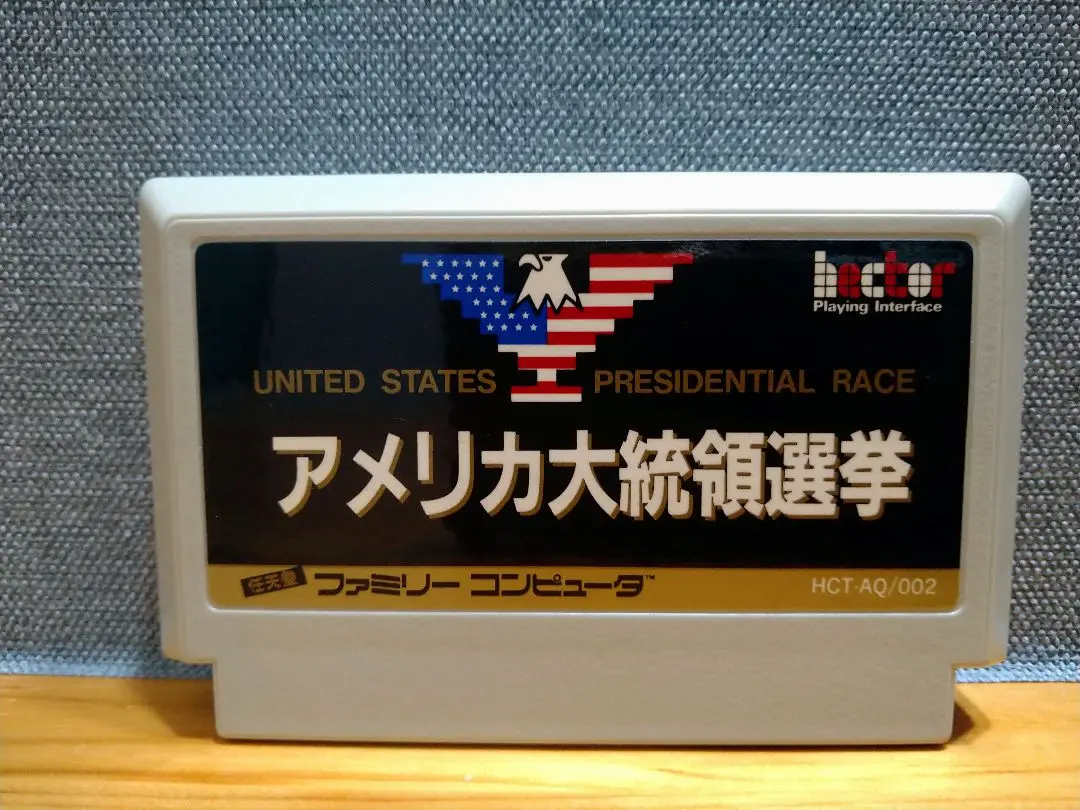 hector
Playing Interface
UNITED STATES PRESIDENTIAL RACE
アメリカ大統領選挙
任天堂 ファミリー コンピュータ™ HCT-AQ/002